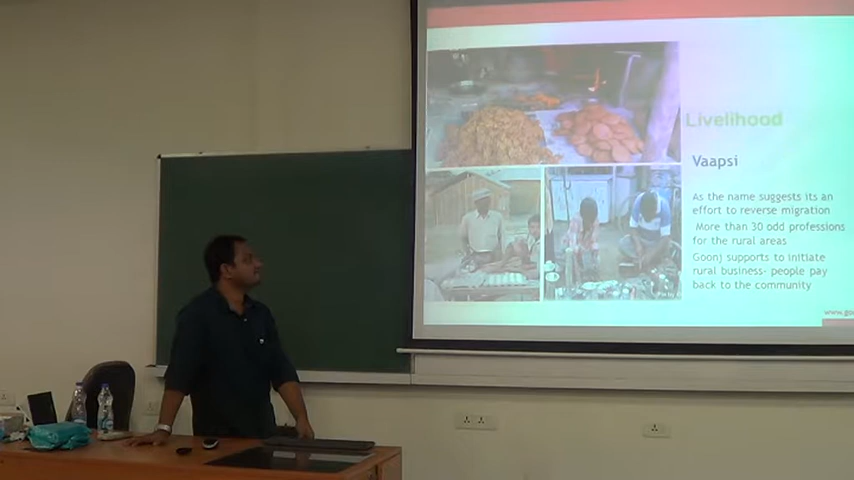 Livelihood
Vaapsi
As the name suggests its an
effort to reverse migration
More than 30 odd professions
for the rural areas
Goonj supports to initiate
rural business- people pay
back to the community